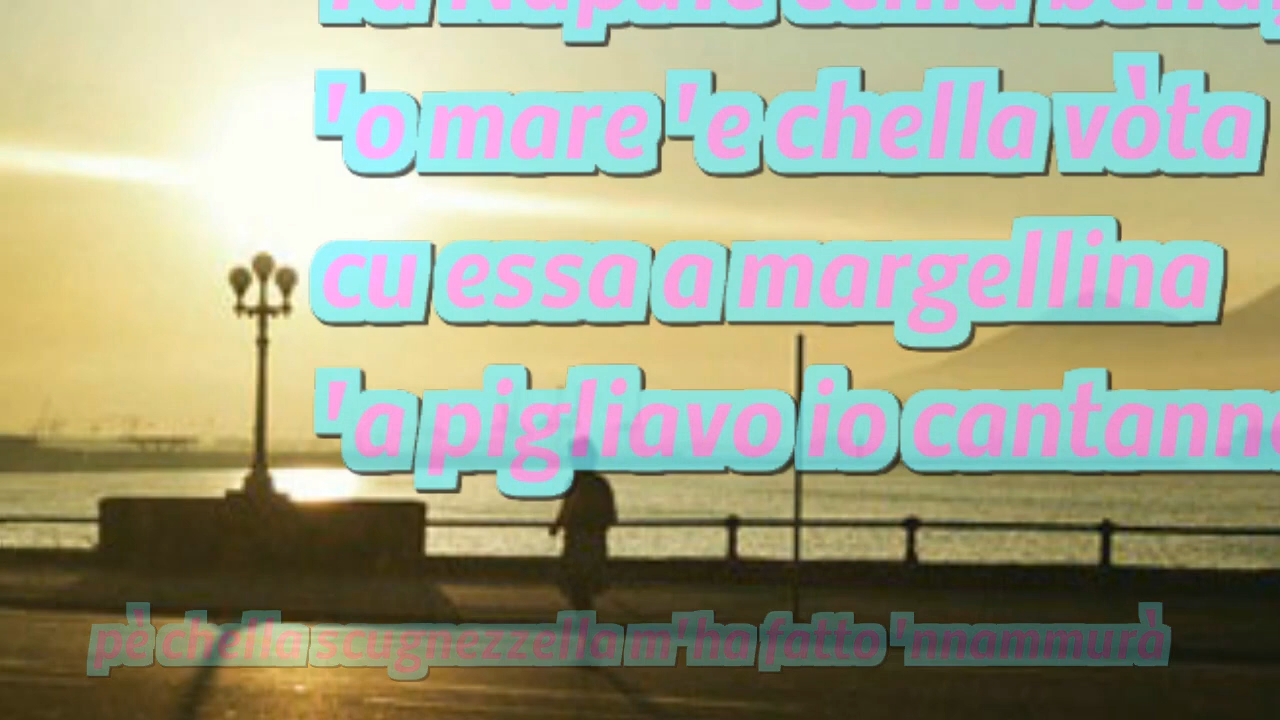 'o mare 'e chella vòta
cu essa a margellina
'a pigliavo io cantann
pè chella scugnezzella m'ha fatto 'nnammurà